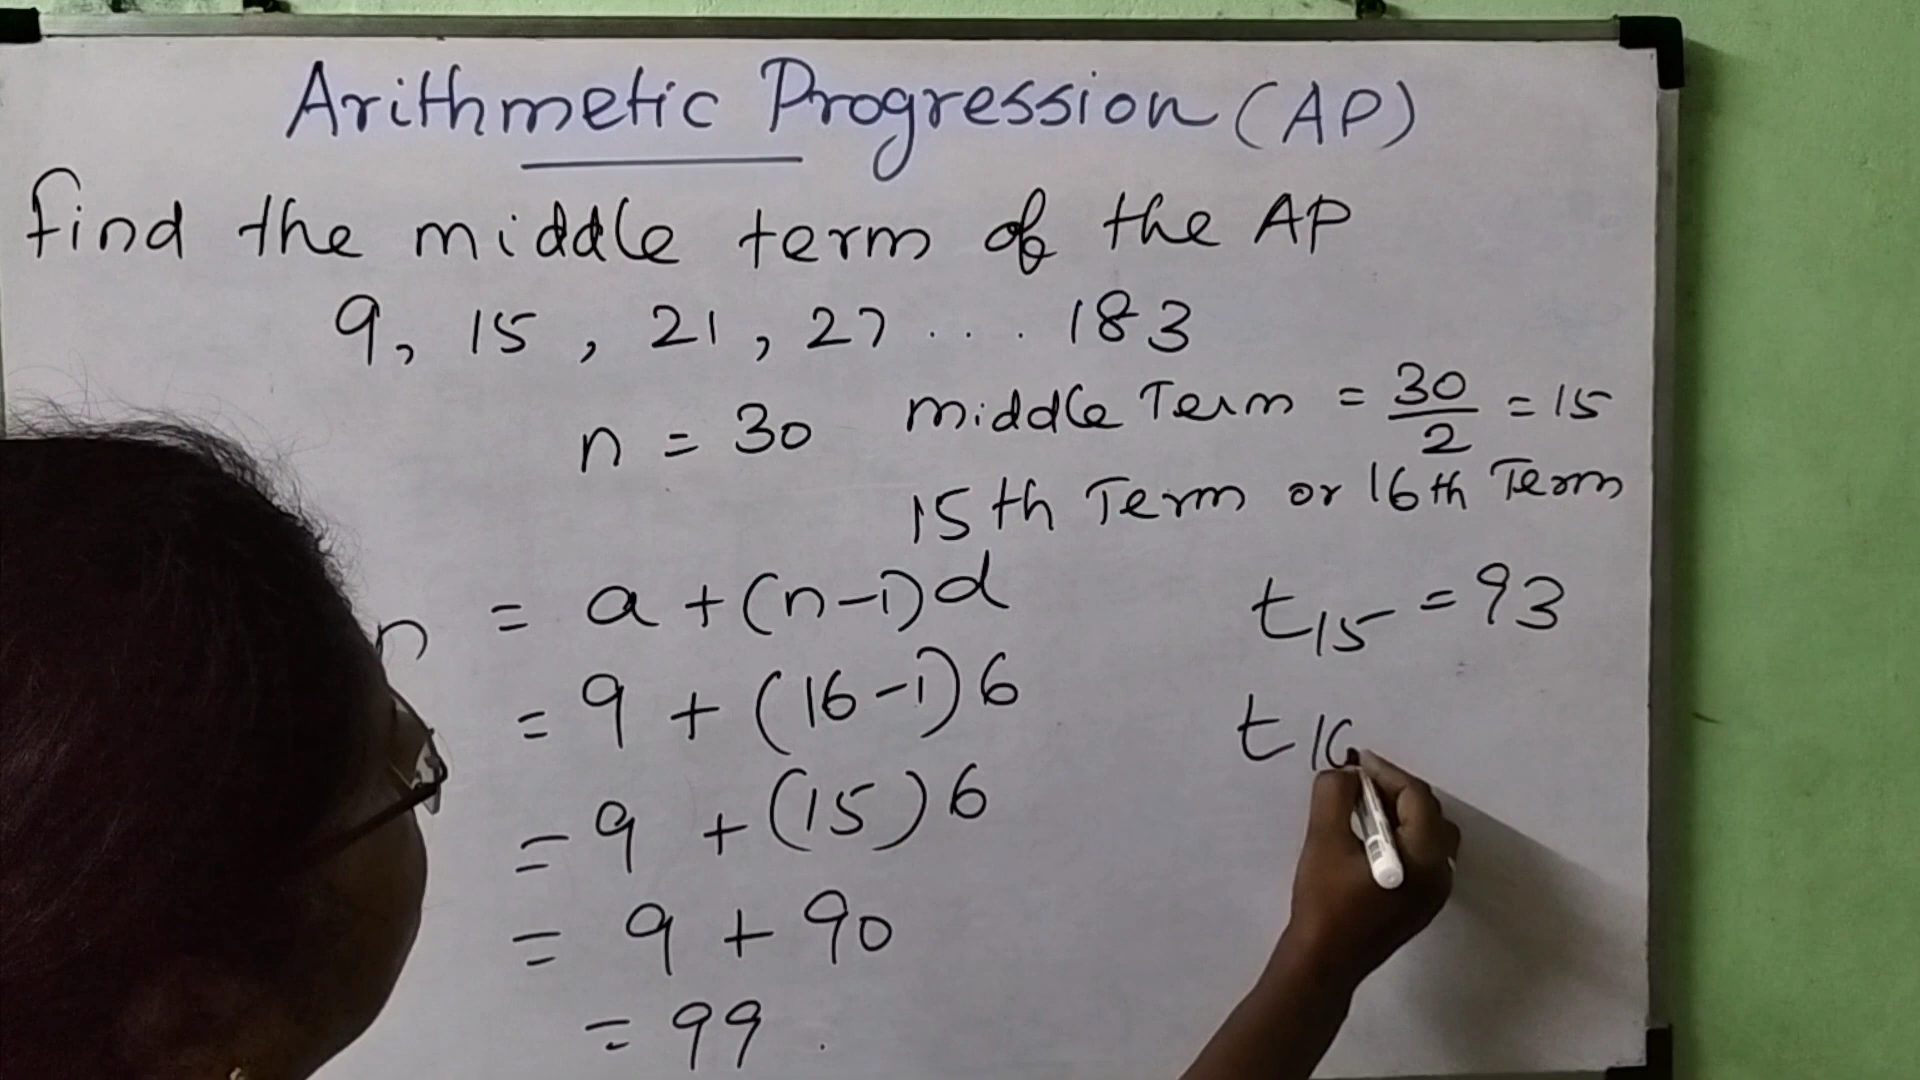 Arithmetic Progression (AP)
find the middle term of the AP
9, 15, 21, 27 ... 183
n = 30
middle Term = 30/2 = 15
15th Term or 16th Term
n = a + (n-1)d
= 9 + (16-1)6
= 9 + (15)6
= 9 + 90
= 99.
t15 = 93
t16